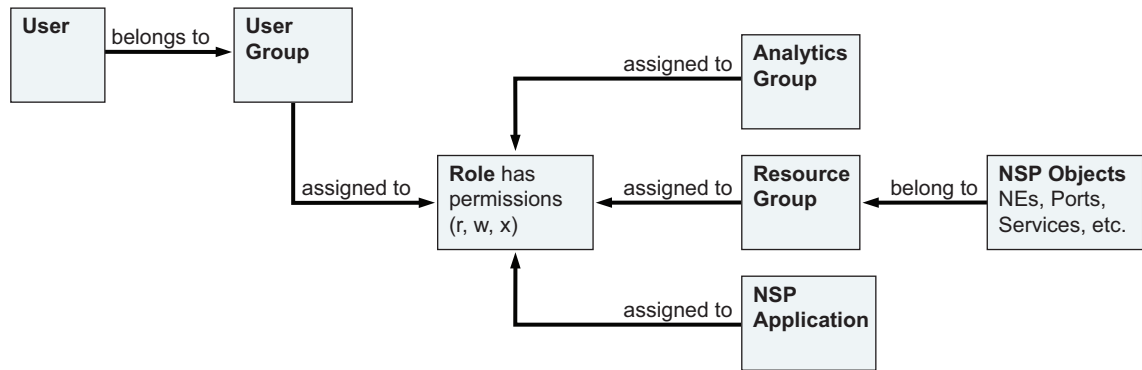 User
belongs to
User
Group
assigned to
Analytics
Group
assigned to
Role has
permissions
(r, w, x)
assigned to
Resource
Group
belong to
NSP Objects
NEs, Ports,
Services, etc.
assigned to
NSP
Application